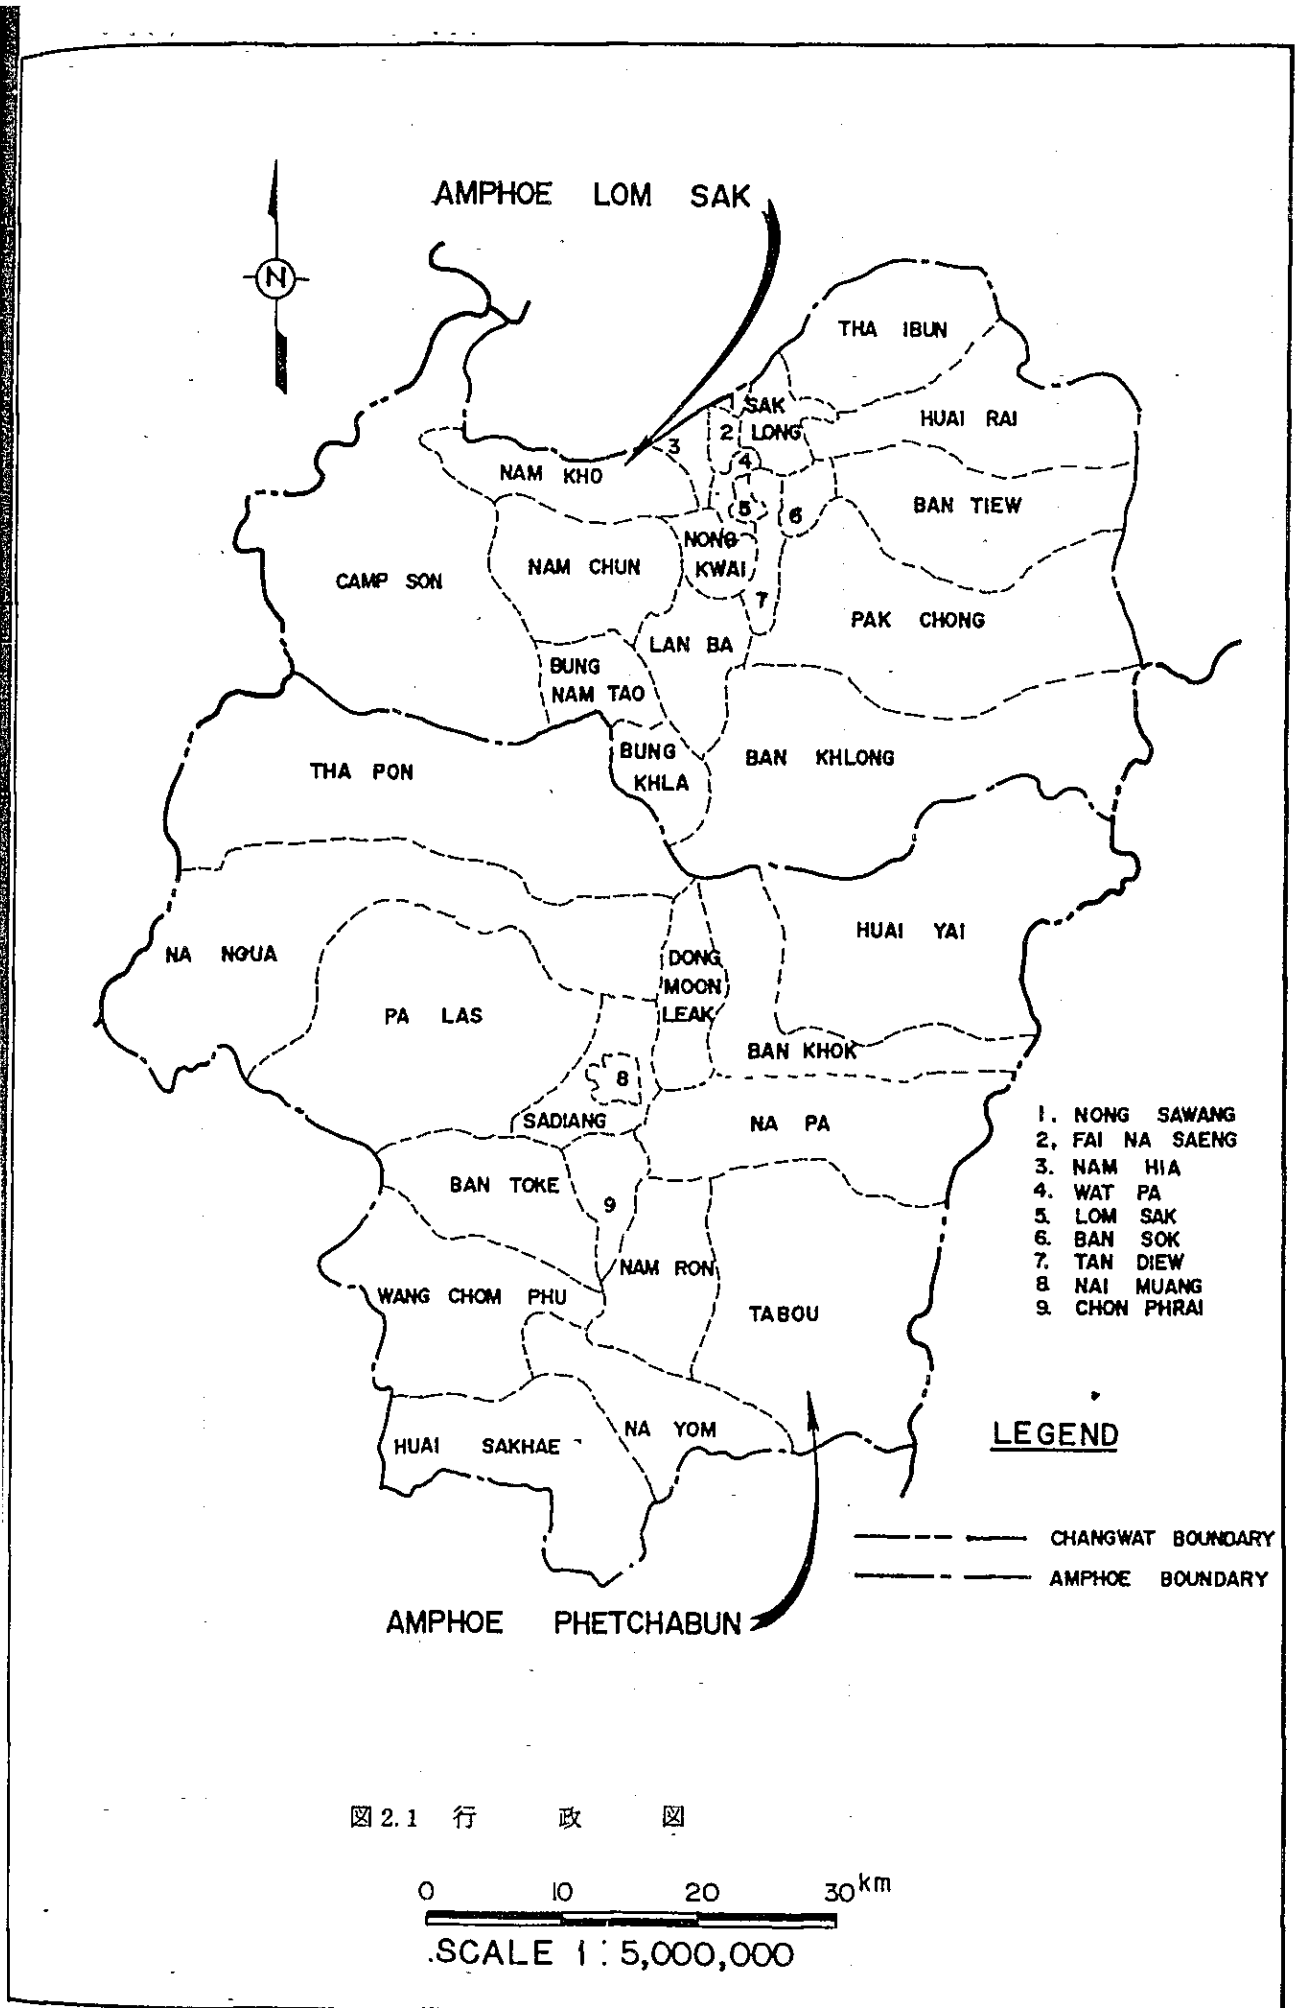 AMPHOE LOM SAK
N
THA IBUN
SAK
LONG
HUAI RAI
2
3
4
NAM KHO
5
6
BAN TIEW
NONG
KWAI
NAM CHUN
CAMP SON
7
PAK CHONG
LAN BA
BUNG
NAM TAO
BUNG
KHLA
BAN KHLONG
THA PON
HUAI YAI
NA NGUA
DONG
MOON
LEAK
PA LAS
BAN KHOK
8
SADIANG
NA PA
BAN TOKE
9
NAM RON
WANG CHOM PHU
TABOU
NA YOM
HUAI SAKHAE
1. NONG SAWANG
2. FAI NA SAENG
3. NAM HIA
4. WAT PA
5. LOM SAK
6. BAN SOK
7. TAN DIEW
8 NAI MUANG
9. CHON PHRAI
LEGEND
CHANGWAT BOUNDARY
AMPHOE BOUNDARY
AMPHOE PHETCHABUN
図 2.1 行 政 図
0 10 20 30 km
SCALE 1 : 5,000,000